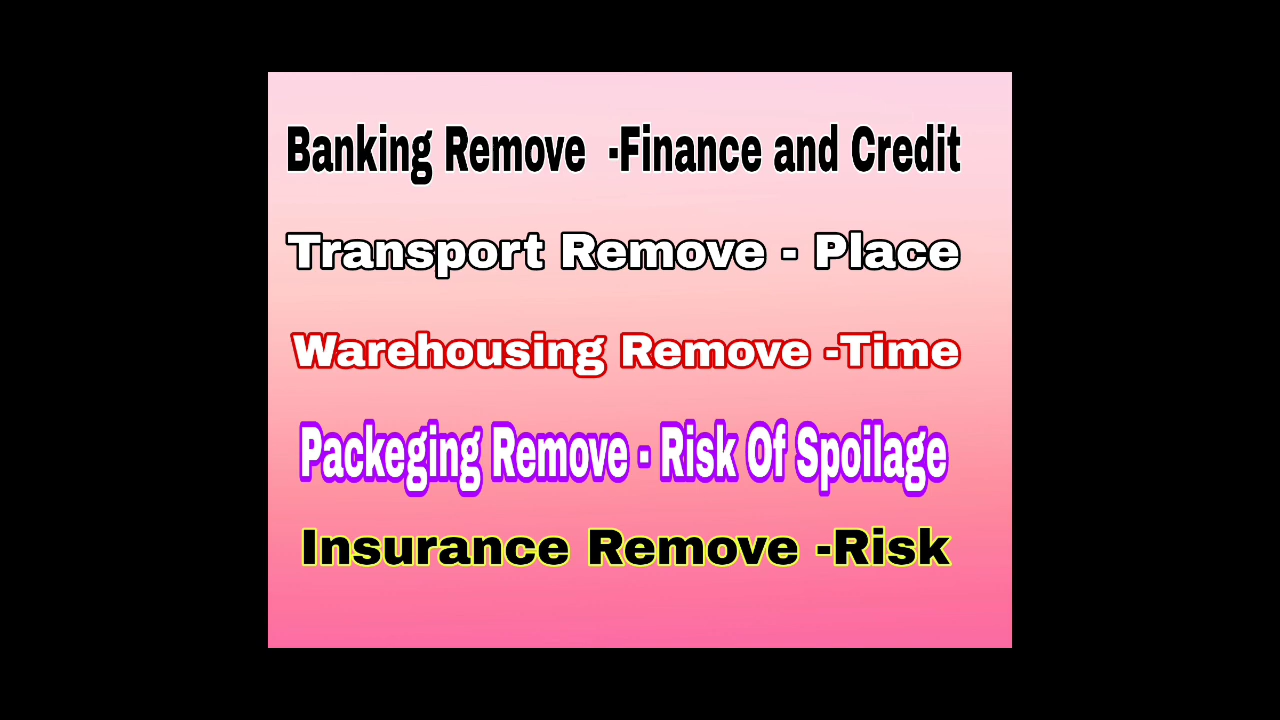 Banking Remove -Finance and Credit
Transport Remove - Place
Warehousing Remove -Time
Packeging Remove - Risk Of Spoilage
Insurance Remove -Risk